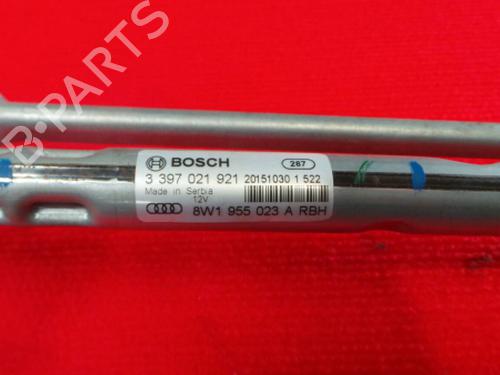 BOSCH 287
3 397 021 921 20151030 1 522
Made in Serbia
12V
8W1 955 023 A RBH
B-PARTS